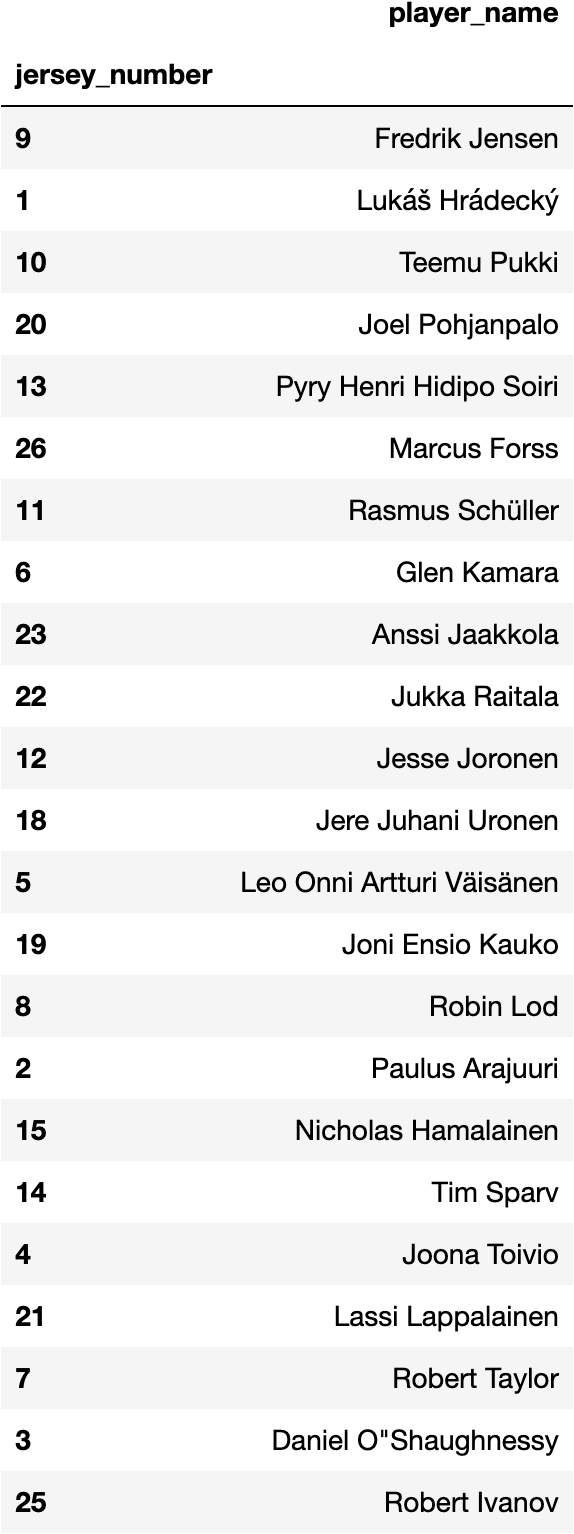 player_name
jersey_number
9 Fredrik Jensen
1 Lukáš Hrádecký
10 Teemu Pukki
20 Joel Pohjanpalo
13 Pyry Henri Hidipo Soiri
26 Marcus Forss
11 Rasmus Schüller
6 Glen Kamara
23 Anssi Jaakkola
22 Jukka Raitala
12 Jesse Joronen
18 Jere Juhani Uronen
5 Leo Onni Artturi Väisänen
19 Joni Ensio Kauko
8 Robin Lod
2 Paulus Arajuuri
15 Nicholas Hamalainen
14 Tim Sparv
4 Joona Toivio
21 Lassi Lappalainen
7 Robert Taylor
3 Daniel O"Shaughnessy
25 Robert Ivanov